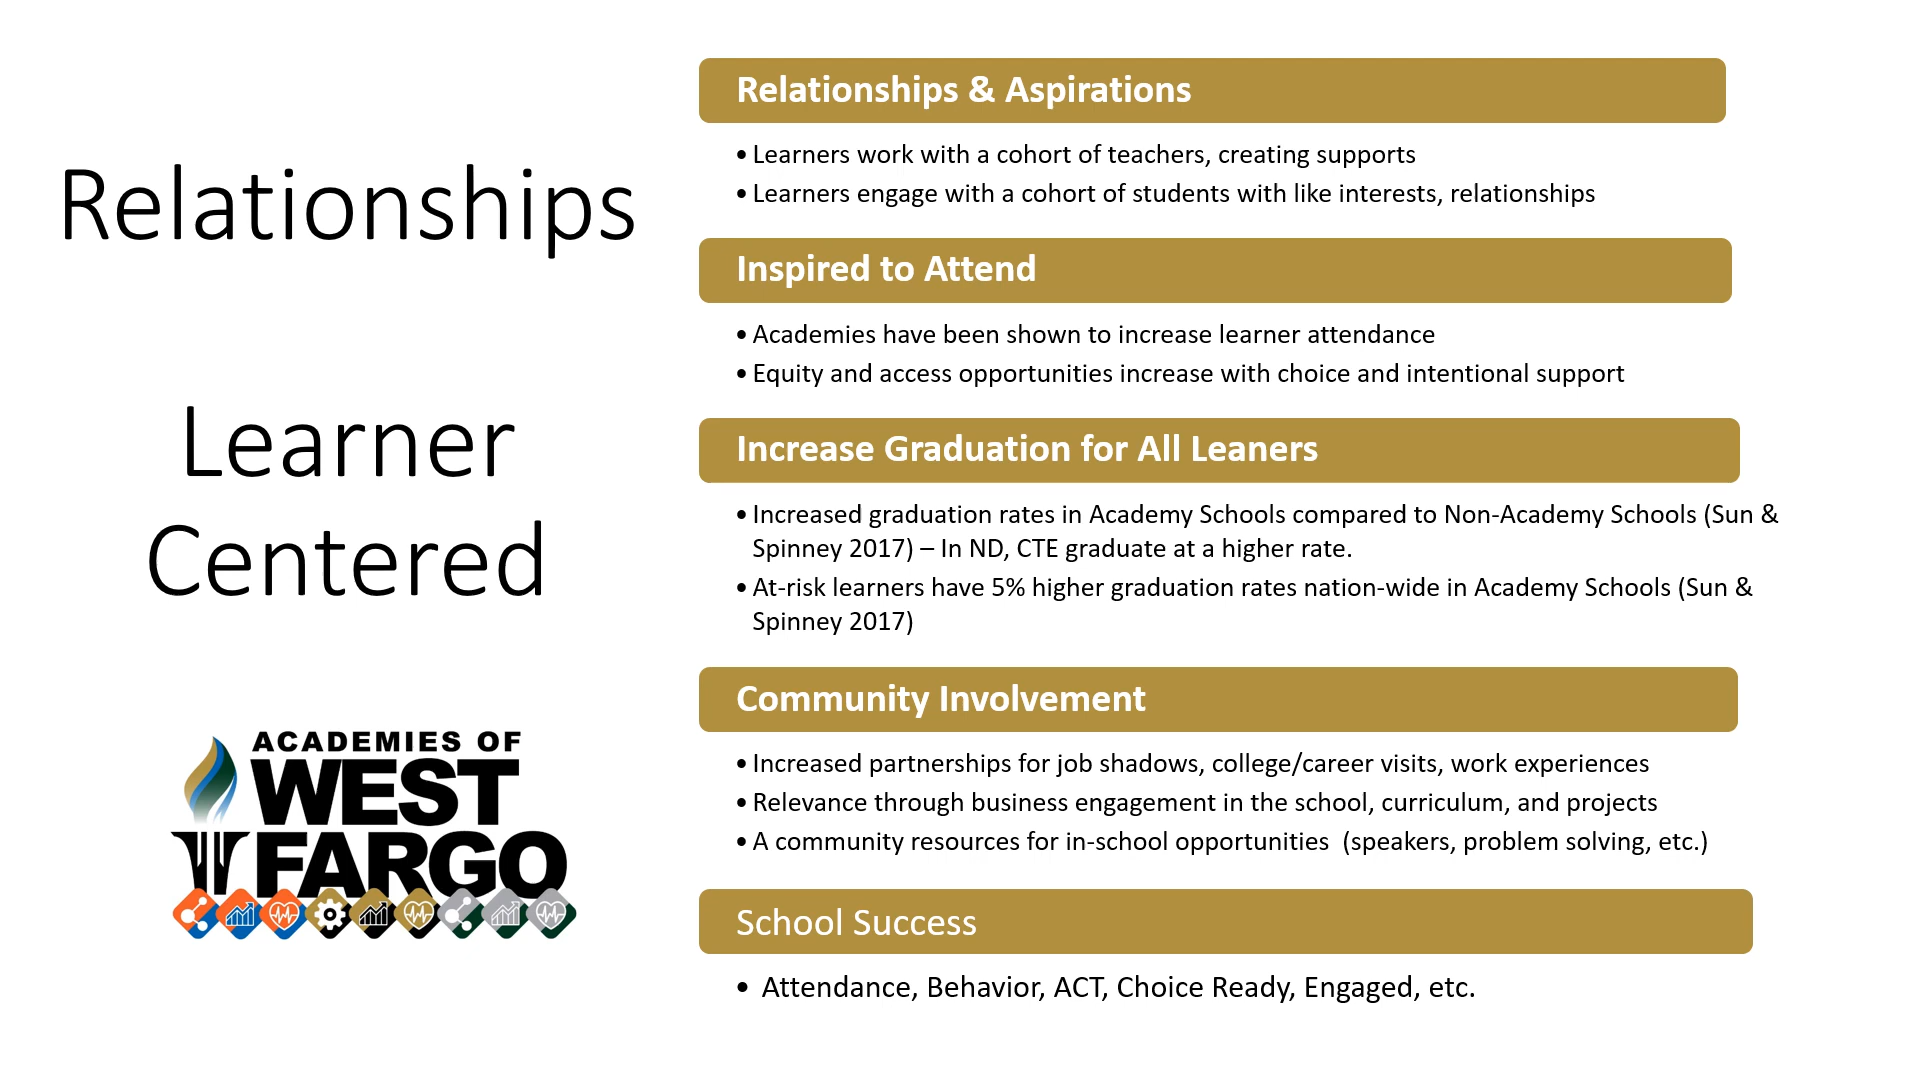 Relationships
Learner
Centered
ACADEMIES OF
WEST
FARGO
Relationships & Aspirations
• Learners work with a cohort of teachers, creating supports
• Learners engage with a cohort of students with like interests, relationships
Inspired to Attend
• Academies have been shown to increase learner attendance
• Equity and access opportunities increase with choice and intentional support
Increase Graduation for All Leaners
• Increased graduation rates in Academy Schools compared to Non-Academy Schools (Sun &
Spinney 2017) – In ND, CTE graduate at a higher rate.
• At-risk learners have 5% higher graduation rates nation-wide in Academy Schools (Sun &
Spinney 2017)
Community Involvement
• Increased partnerships for job shadows, college/career visits, work experiences
• Relevance through business engagement in the school, curriculum, and projects
• A community resources for in-school opportunities  (speakers, problem solving, etc.)
School Success
• Attendance, Behavior, ACT, Choice Ready, Engaged, etc.